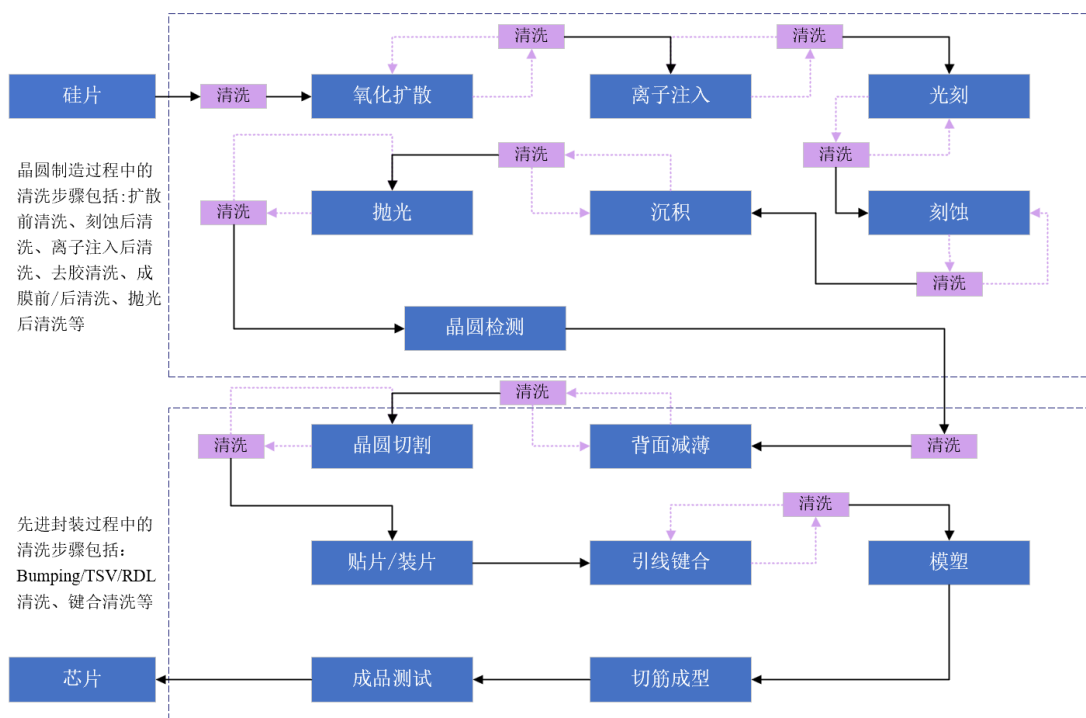 清洗
清洗
硅片
清洗
氧化扩散
离子注入
光刻
晶圆制造过程中的
清洗步骤包括:扩散
前清洗、刻蚀后清
洗、离子注入后清
洗、去胶清洗、成
膜前/后清洗、抛光
后清洗等
清洗
清洗
清洗
抛光
沉积
刻蚀
清洗
晶圆检测
清洗
清洗
晶圆切割
背面减薄
清洗
先进封装过程中的
清洗步骤包括：
Bumping/TSV/RDL
清洗、键合清洗等
清洗
贴片/装片
引线键合
模塑
芯片
成品测试
切筋成型